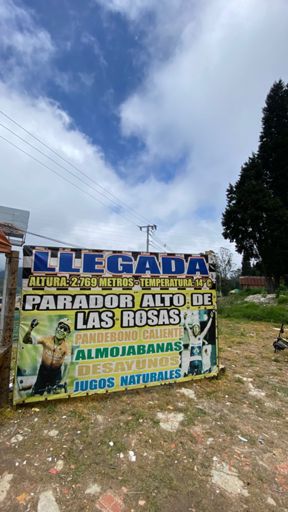 LLEGADA
ALTURA: 2.769 METROS - TEMPERATURA: 14°
PARADOR ALTO DE
LAS ROSAS
PANDEBONO CALIENTE
ALMOJABANAS
DESAYUNOS
JUGOS NATURALES